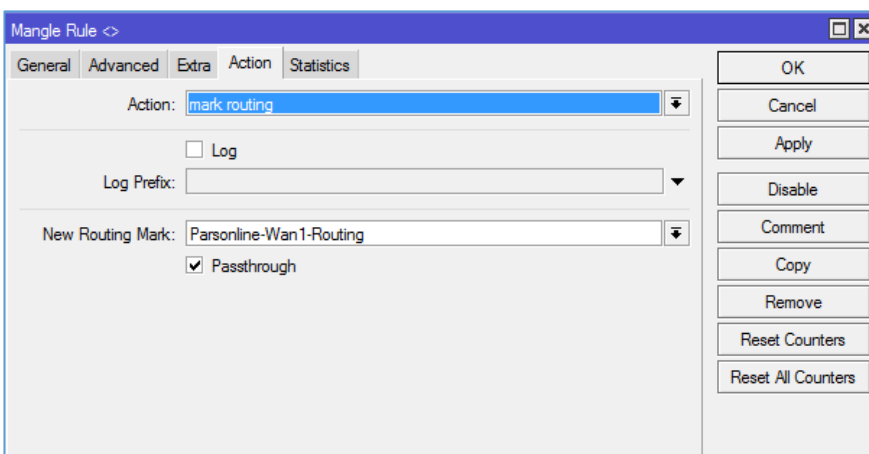 Mangle Rule <>
General Advanced Extra Action Statistics
Action: mark routing
Log
Log Prefix:
New Routing Mark: Parsonline-Wan1-Routing
Passthrough
OK
Cancel
Apply
Disable
Comment
Copy
Remove
Reset Counters
Reset All Counters